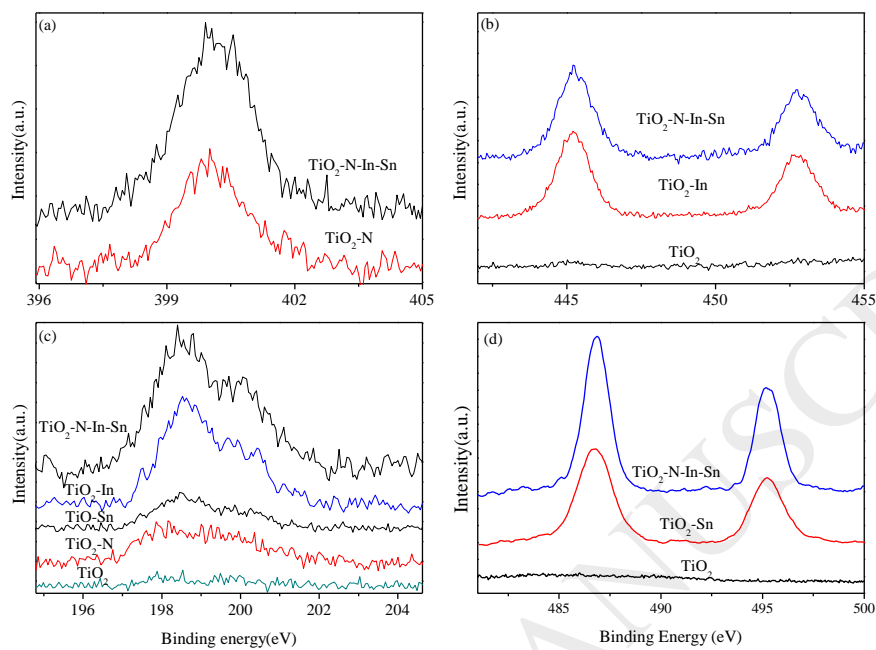 (a)
Intensity(a.u.)
TiO2-N-In-Sn
TiO2-N
396 399 402 405
(b)
Intensity(a.u.)
TiO2-N-In-Sn
TiO2-In
TiO2
445 450 455
(c)
Intensity(a.u.)
TiO2-N-In-Sn
TiO2-In
TiO-Sn
TiO2-N
TiO2
196 198 200 202 204
Binding energy(eV)
(d)
Intensity(a.u.)
TiO2-N-In-Sn
TiO2-Sn
TiO2
485 490 495 500
Binding Energy (eV)
ANUSC